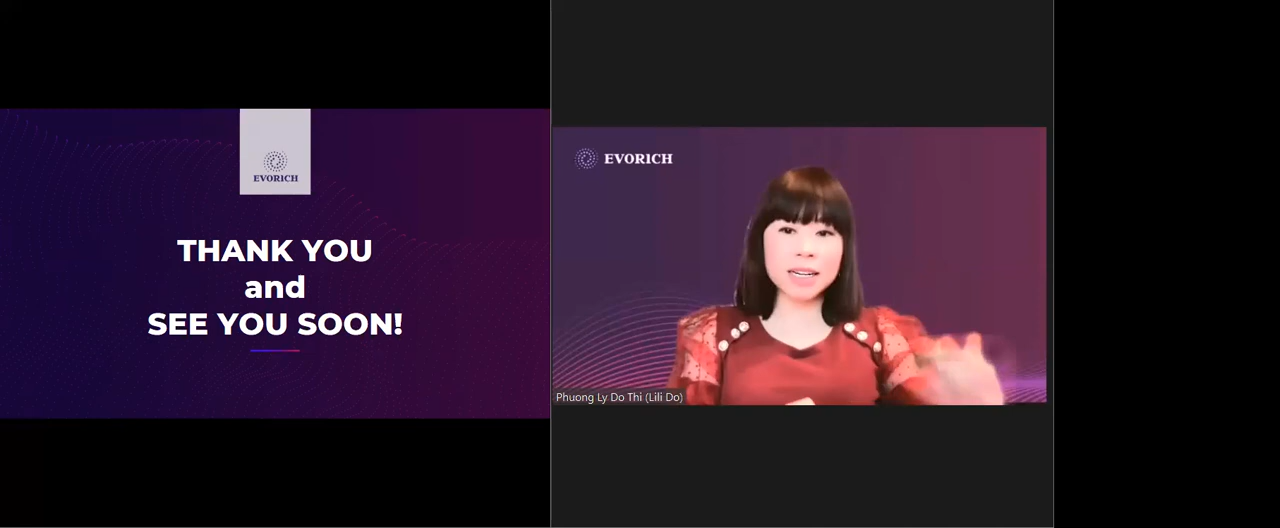 EVORICH
THANK YOU
and
SEE YOU SOON!
EVORICH
Phuong Ly Do Thi (Lili Do)